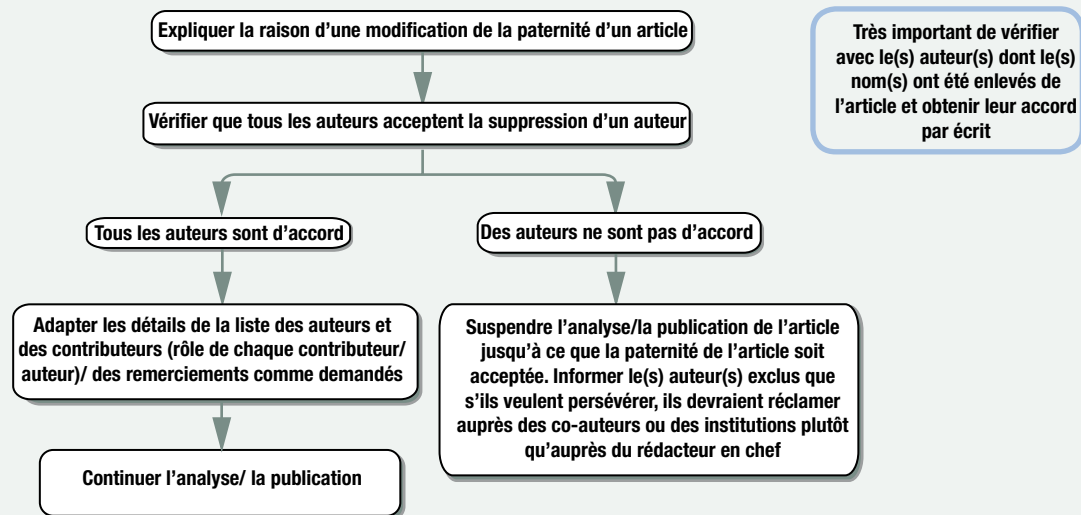 Expliquer la raison d'une modification de la paternité d'un article
Très important de vérifier
avec le(s) auteur(s) dont le(s)
nom(s) ont été enlevés de
l'article et obtenir leur accord
par écrit
Vérifier que tous les auteurs acceptent la suppression d'un auteur
Tous les auteurs sont d'accord
Des auteurs ne sont pas d'accord
Adapter les détails de la liste des auteurs et
des contributeurs (rôle de chaque contributeur/
auteur)/ des remerciements comme demandés
Suspendre l'analyse/la publication de l'article
jusqu'à ce que la paternité de l'article soit
acceptée. Informer le(s) auteur(s) exclus que
s'ils veulent persévérer, ils devraient réclamer
auprès des co-auteurs ou des institutions plutôt
qu'auprès du rédacteur en chef
Continuer l'analyse/ la publication